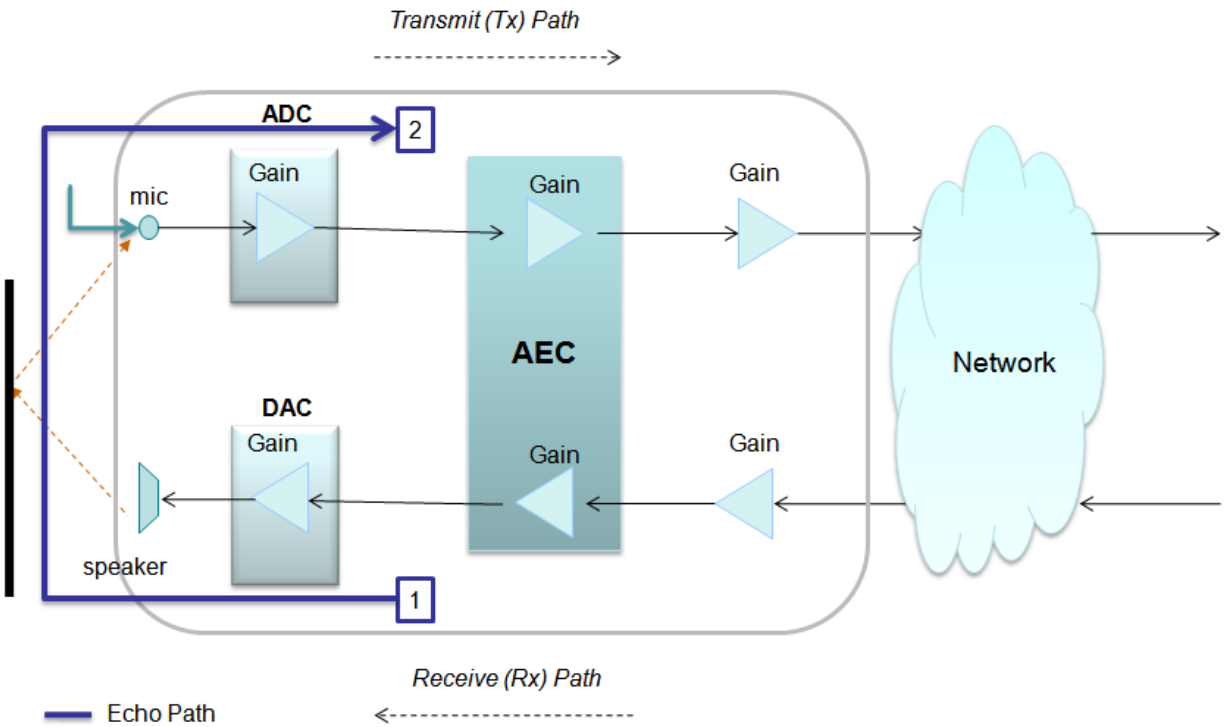 Transmit (Tx) Path
ADC
2
Gain
Gain
Gain
mic
AEC
Network
DAC
Gain
Gain
Gain
speaker
1
Receive (Rx) Path
Echo Path